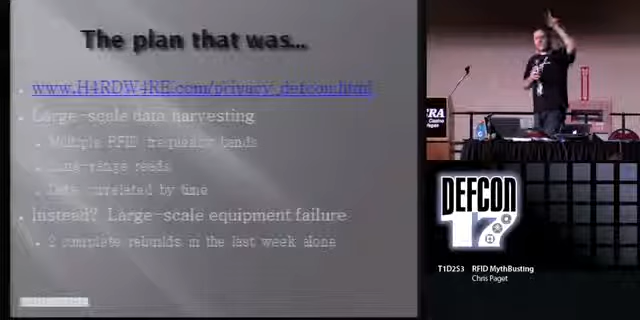 The plan that was...
www.H4RDW4RE.com/privacy_defcon.html
Large-scale data harvesting
Multiple RFID frequency bands
Long-range reads
Data correlated by time
Instead? Large-scale equipment failure
2 complete rebuilds in the last week alone
DEFCON
17
T1D253 RFID MythBusting
Chris Paget